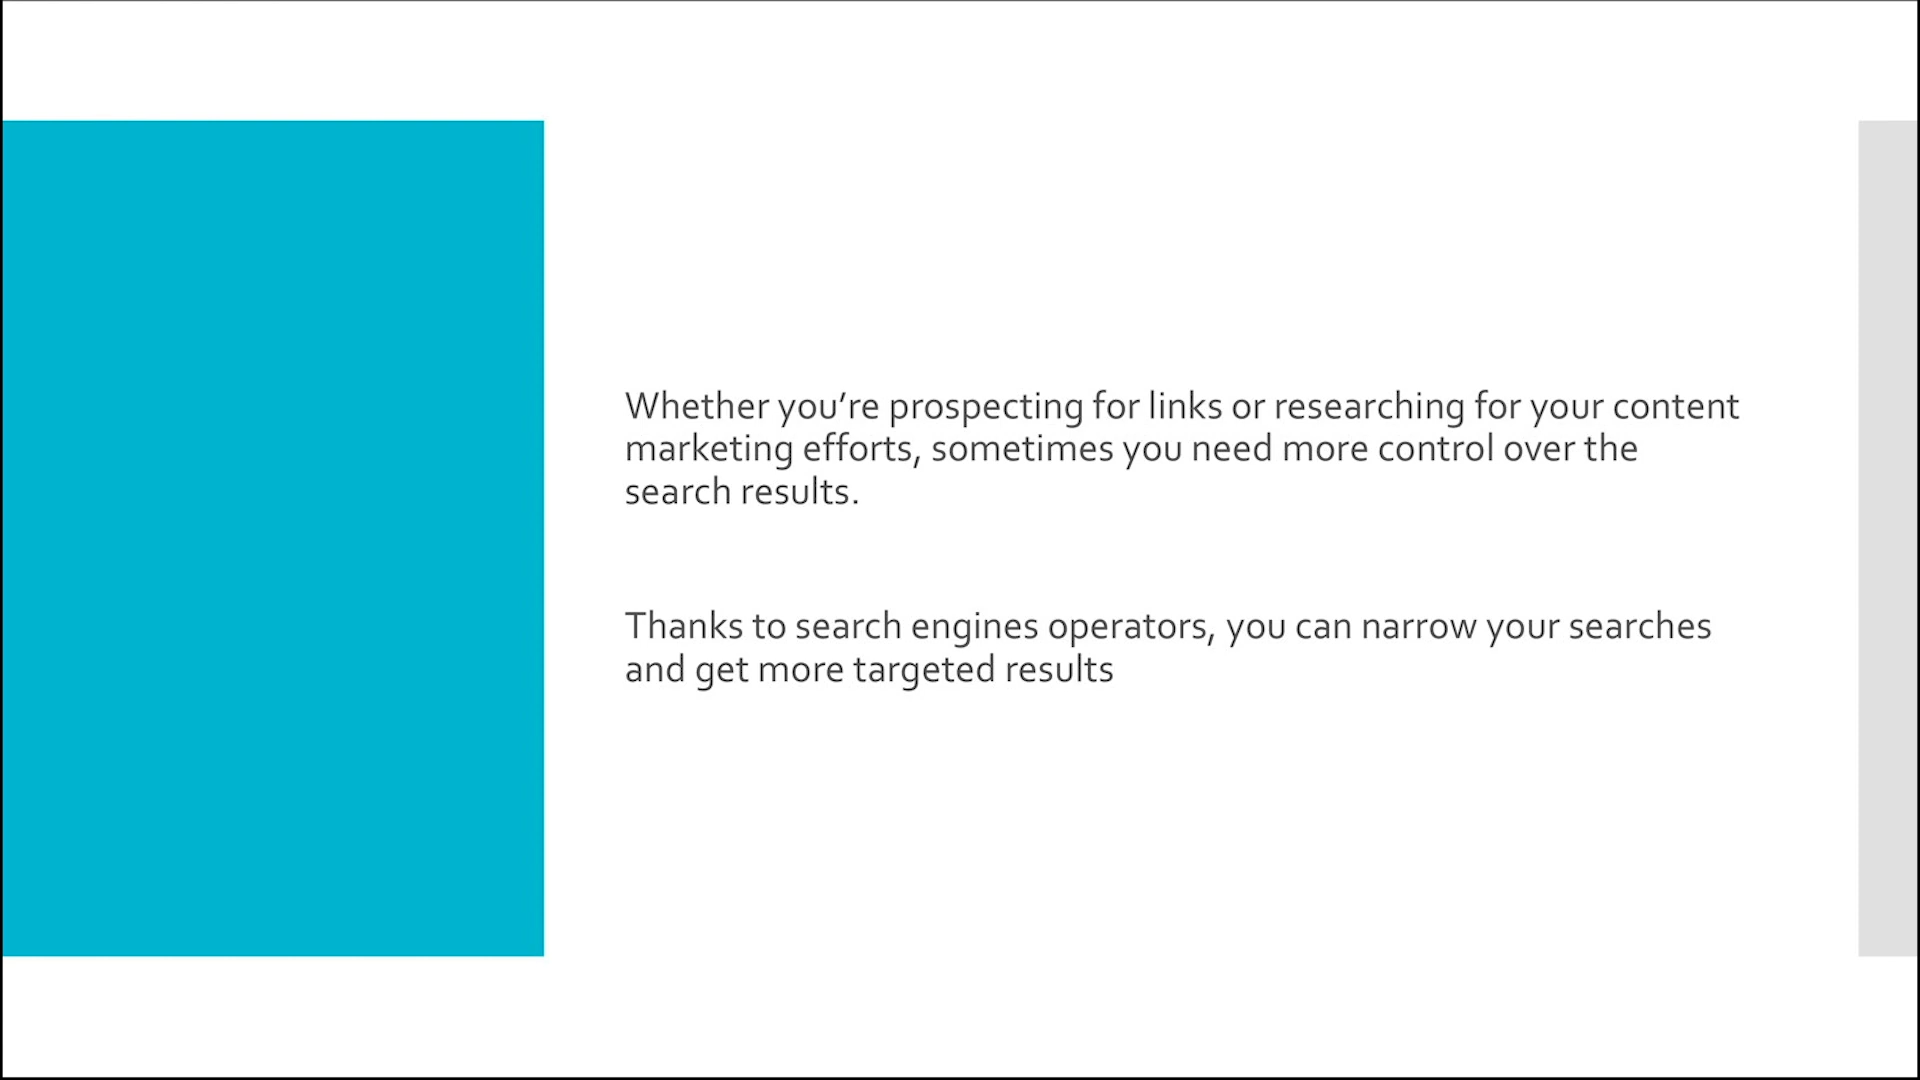 Whether you’re prospecting for links or researching for your content
marketing efforts, sometimes you need more control over the
search results.
Thanks to search engines operators, you can narrow your searches
and get more targeted results